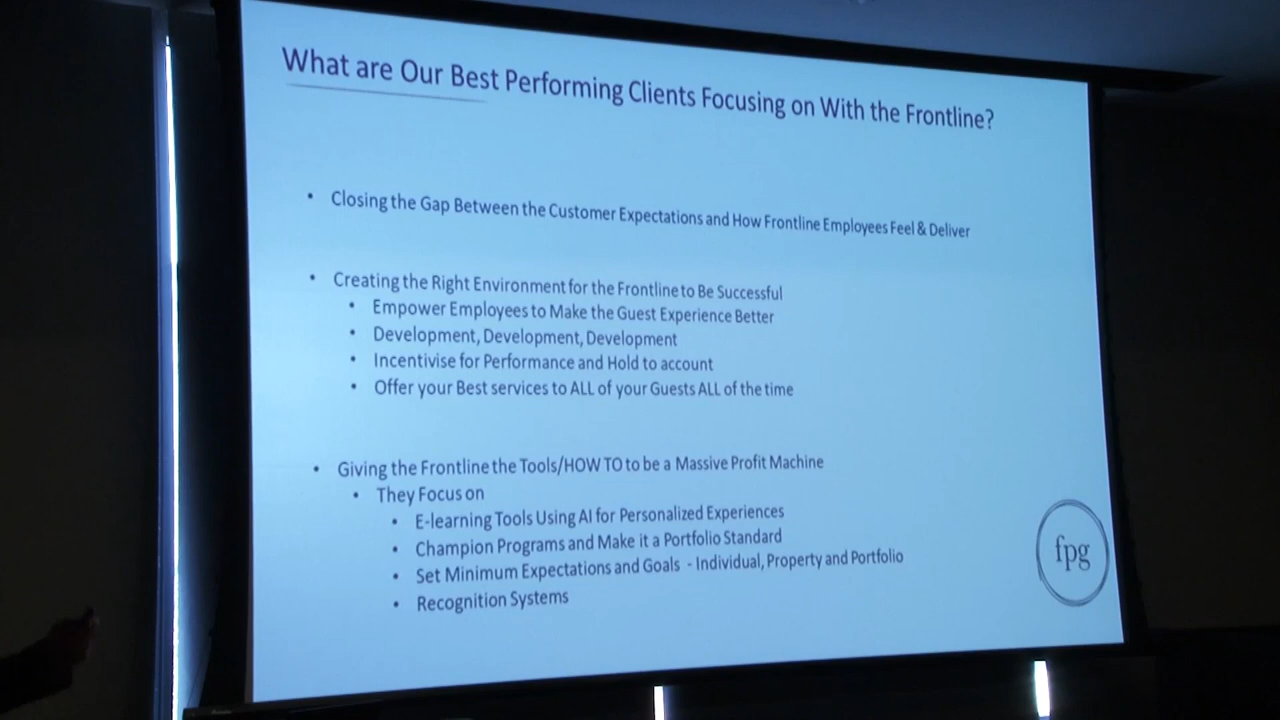 What are Our Best Performing Clients Focusing on With the Frontline?
• Closing the Gap Between the Customer Expectations and How Frontline Employees Feel & Deliver
• Creating the Right Environment for the Frontline to Be Successful
• Empower Employees to Make the Guest Experience Better
• Development, Development, Development
• Incentivise for Performance and Hold to account
• Offer your Best services to ALL of your Guests ALL of the time
• Giving the Frontline the Tools/HOW TO to be a Massive Profit Machine
• They Focus on
• E-learning Tools Using AI for Personalized Experiences
• Champion Programs and Make it a Portfolio Standard
• Set Minimum Expectations and Goals - Individual, Property and Portfolio
• Recognition Systems
fpg